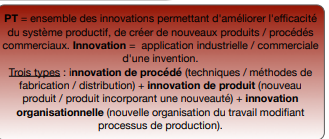 PT = ensemble des innovations permettant d'améliorer l'efficacité
du système productif, de créer de nouveaux produits / procédés
commerciaux. Innovation = application industrielle / commerciale
d'une invention.
Trois types : innovation de procédé (techniques / méthodes de
fabrication / distribution) + innovation de produit (nouveau
produit / produit incorporant une nouveauté) + innovation
organisationnelle (nouvelle organisation du travail modifiant
processus de production).